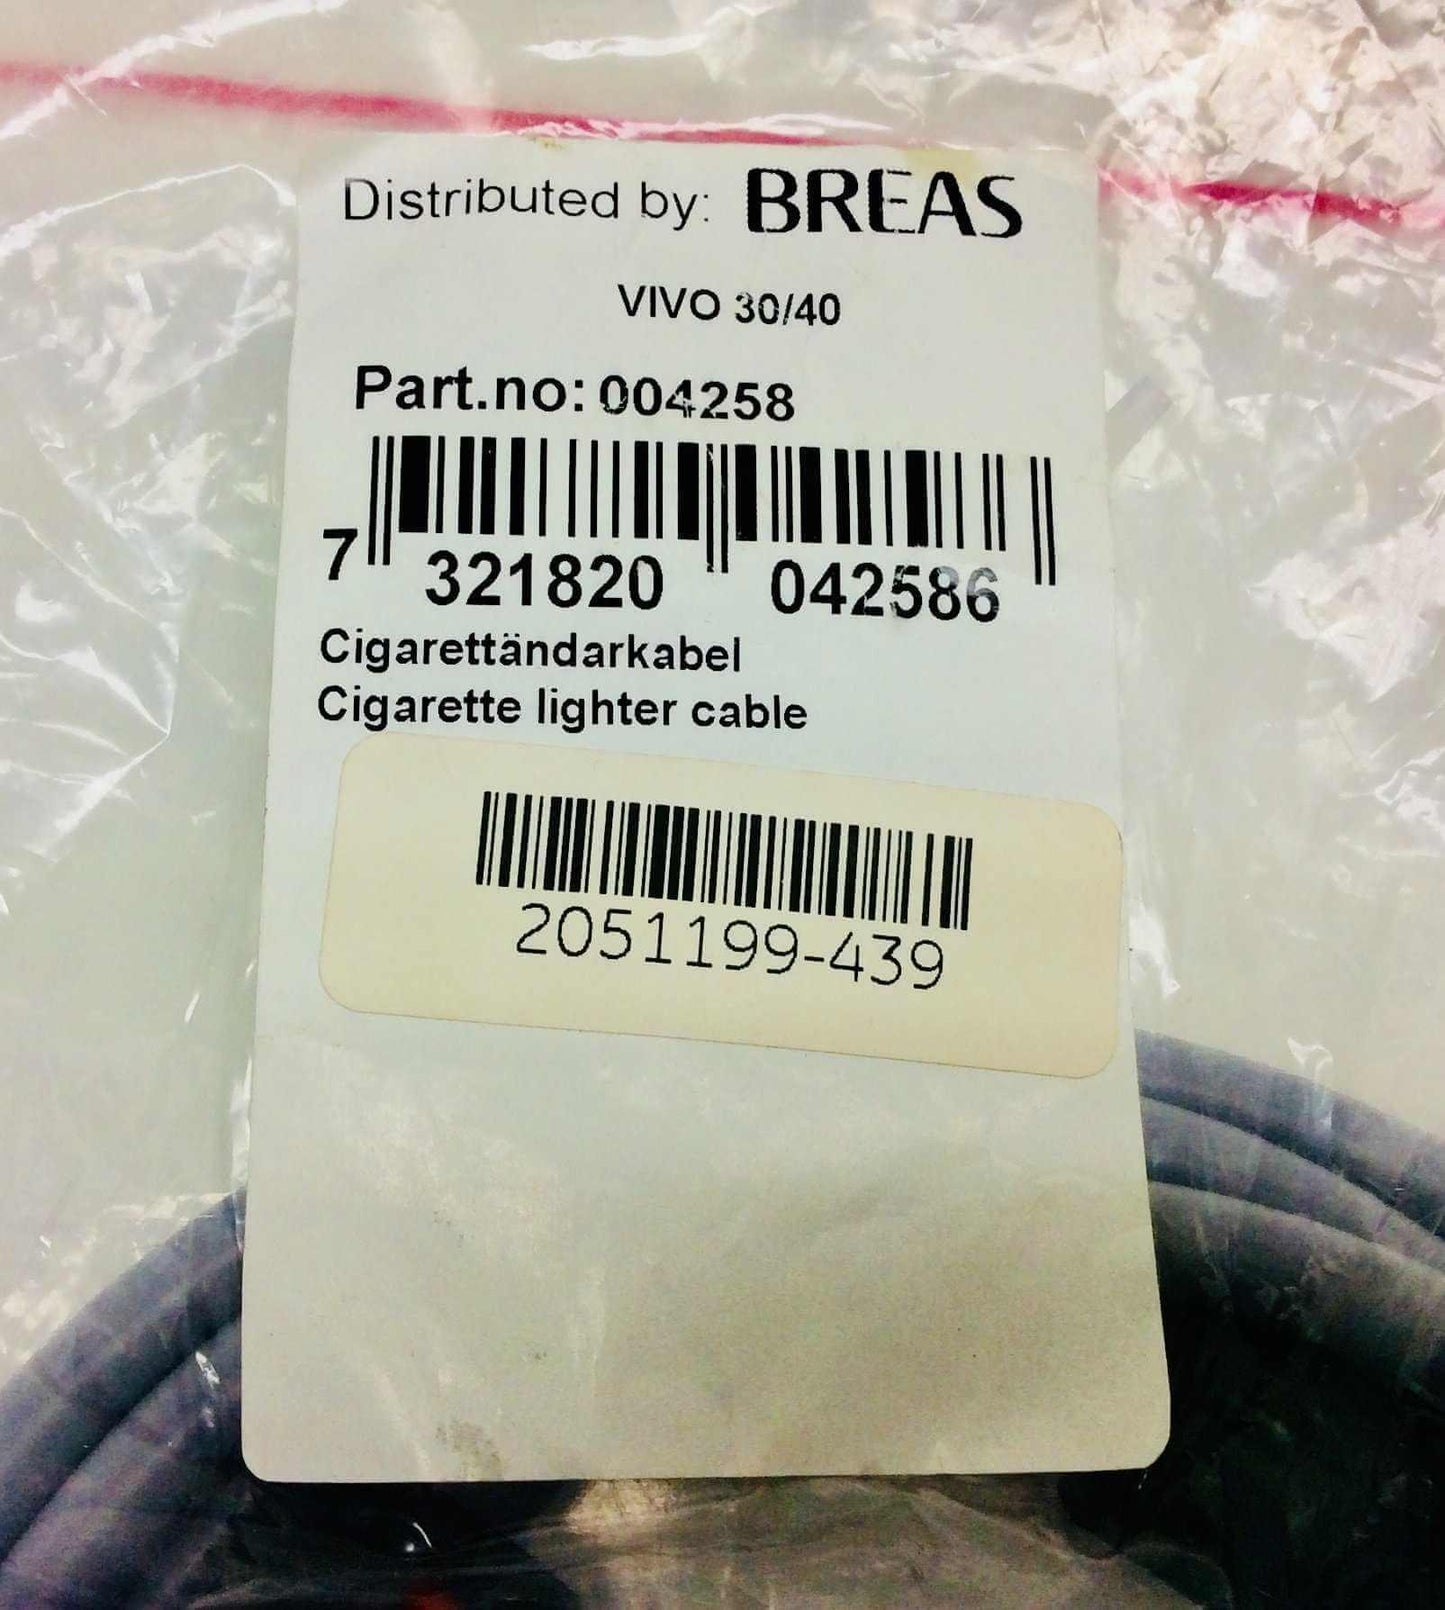 Distributed by: BREAS
VIVO 30/40
Part.no: 004258
7 321820 042586
Cigarettändarkabel
Cigarette lighter cable
2051199-439